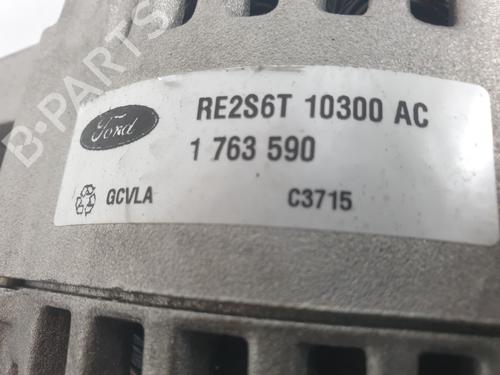 B-PARTS
Ford
RE2S6T 10300 AC
1 763 590
GCVLA C3715